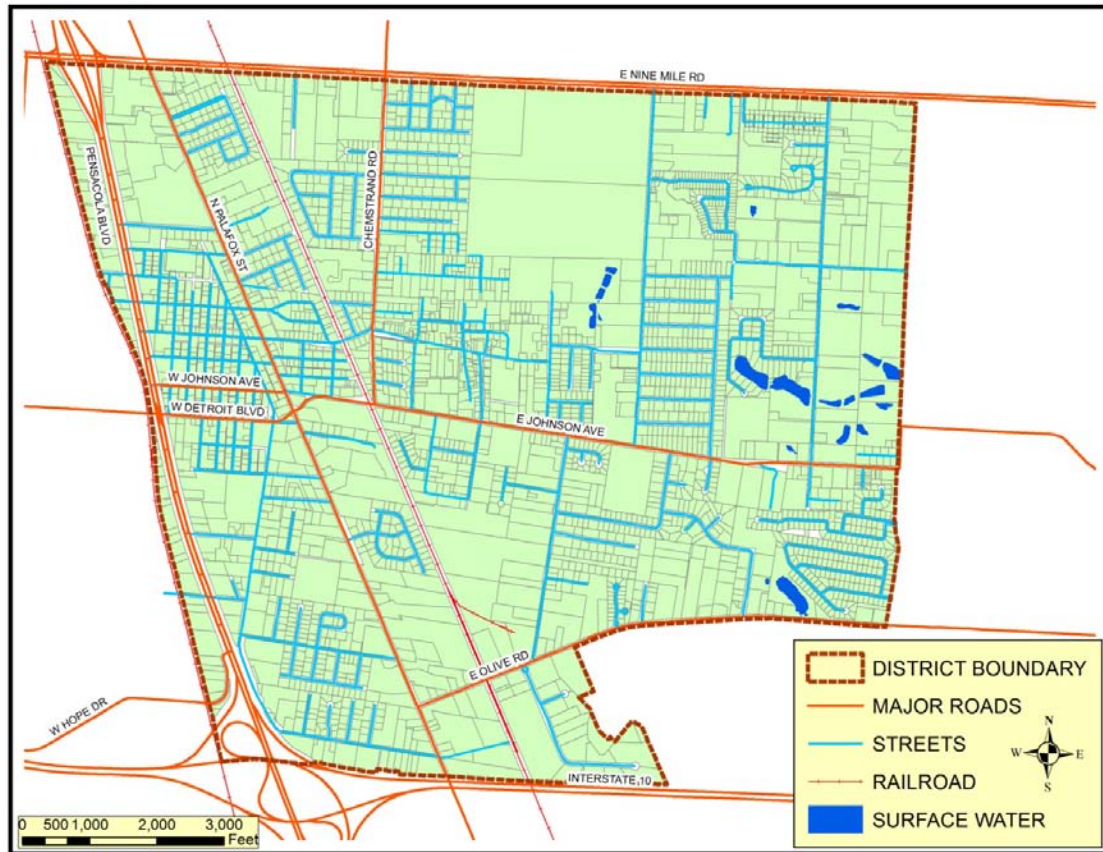 E NINE MILE RD
PENSACOLA BLVD
N PALAFOX ST
CHEMSTRAND RD
W JOHNSON AVE
W DETROIT BLVD
E JOHNSON AVE
E OLIVE RD
W HOPE DR
INTERSTATE 10
DISTRICT BOUNDARY
MAJOR ROADS
STREETS
RAILROAD
SURFACE WATER
N
W E
S
0 500 1,000 2,000 3,000
Feet